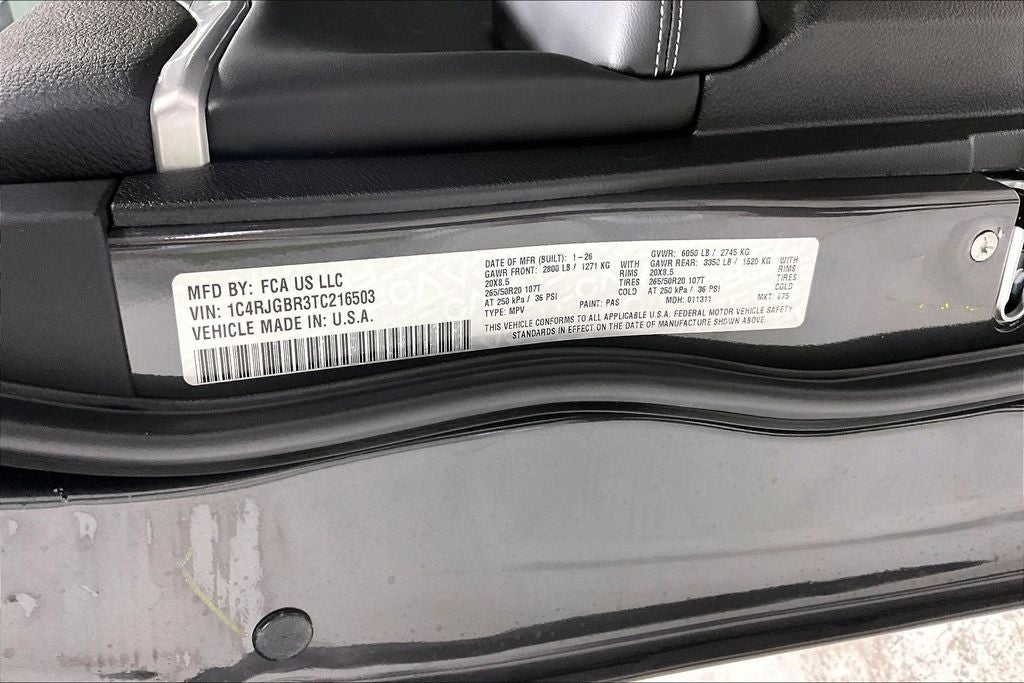 MFD BY: FCA US LLC
VIN: 1C4RJGBR3TC216503
VEHICLE MADE IN: U.S.A.
DATE OF MFR (BUILT): 1-26
GAWR FRONT: 2800 LB / 1271 KG WITH
20X8.5 RIMS
265/50R20 107T TIRES
AT 250 kPa / 36 PSI COLD
TYPE: MPV PAINT: PAS
GVWR: 6050 LB / 2745 KG
GAWR REAR: 3350 LB / 1520 KG WITH
20X8.5 RIMS
265/50R20 107T TIRES
AT 250 kPa / 36 PSI COLD
MDH: 011311 MKT: 875
THIS VEHICLE CONFORMS TO ALL APPLICABLE U.S.A. FEDERAL MOTOR VEHICLE SAFETY
STANDARDS IN EFFECT ON THE DATE OF MANUFACTURE SHOWN ABOVE.